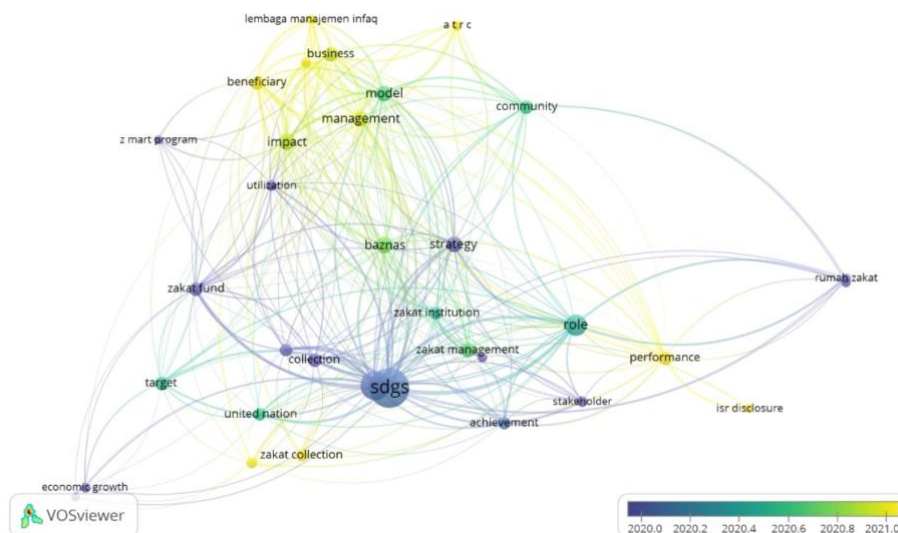 lembaga manajemen infaq
a t r c
business
beneficiary
model
community
management
z mart program
impact
utilization
baznas
strategy
rumah zakat
zakat fund
zakat institution
role
zakat management
collection
performance
target
sdgs
stakeholder
isr disclosure
united nation
achievement
zakat collection
economic growth
VOSviewer
2020.0 2020.2 2020.4 2020.6 2020.8 2021.0